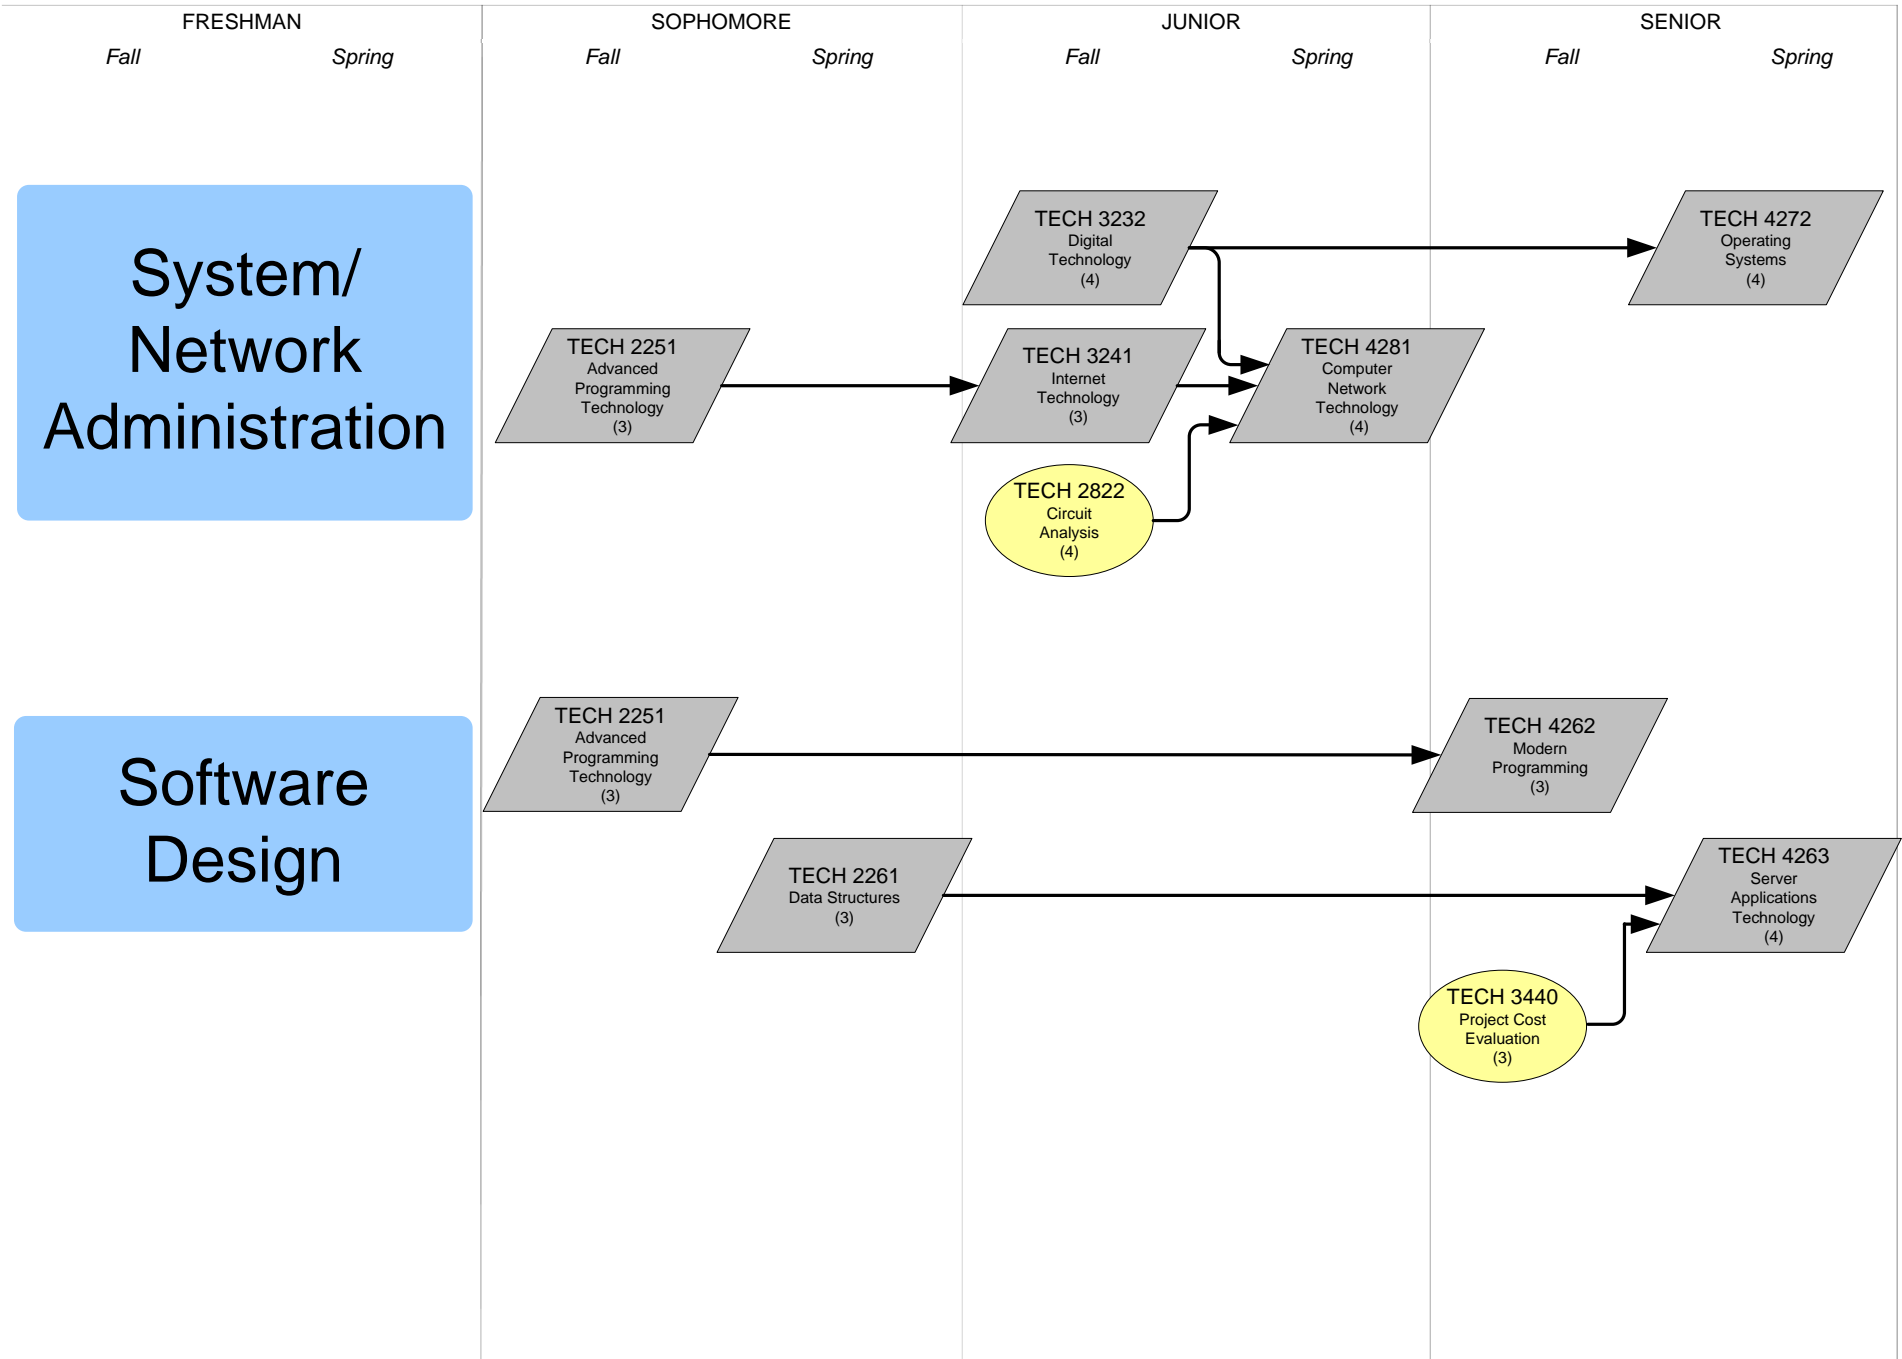 FRESHMAN
SOPHOMORE
JUNIOR
SENIOR
Fall
Spring
Fall
Spring
Fall
Spring
Fall
Spring
System/
Network
Administration
TECH 3232
Digital
Technology
(4)
TECH 4272
Operating
Systems
(4)
TECH 2251
Advanced
Programming
Technology
(3)
TECH 3241
Internet
Technology
(3)
TECH 4281
Computer
Network
Technology
(4)
TECH 2822
Circuit
Analysis
(4)
Software
Design
TECH 2251
Advanced
Programming
Technology
(3)
TECH 4262
Modern
Programming
(3)
TECH 2261
Data Structures
(3)
TECH 4263
Server
Applications
Technology
(4)
TECH 3440
Project Cost
Evaluation
(3)